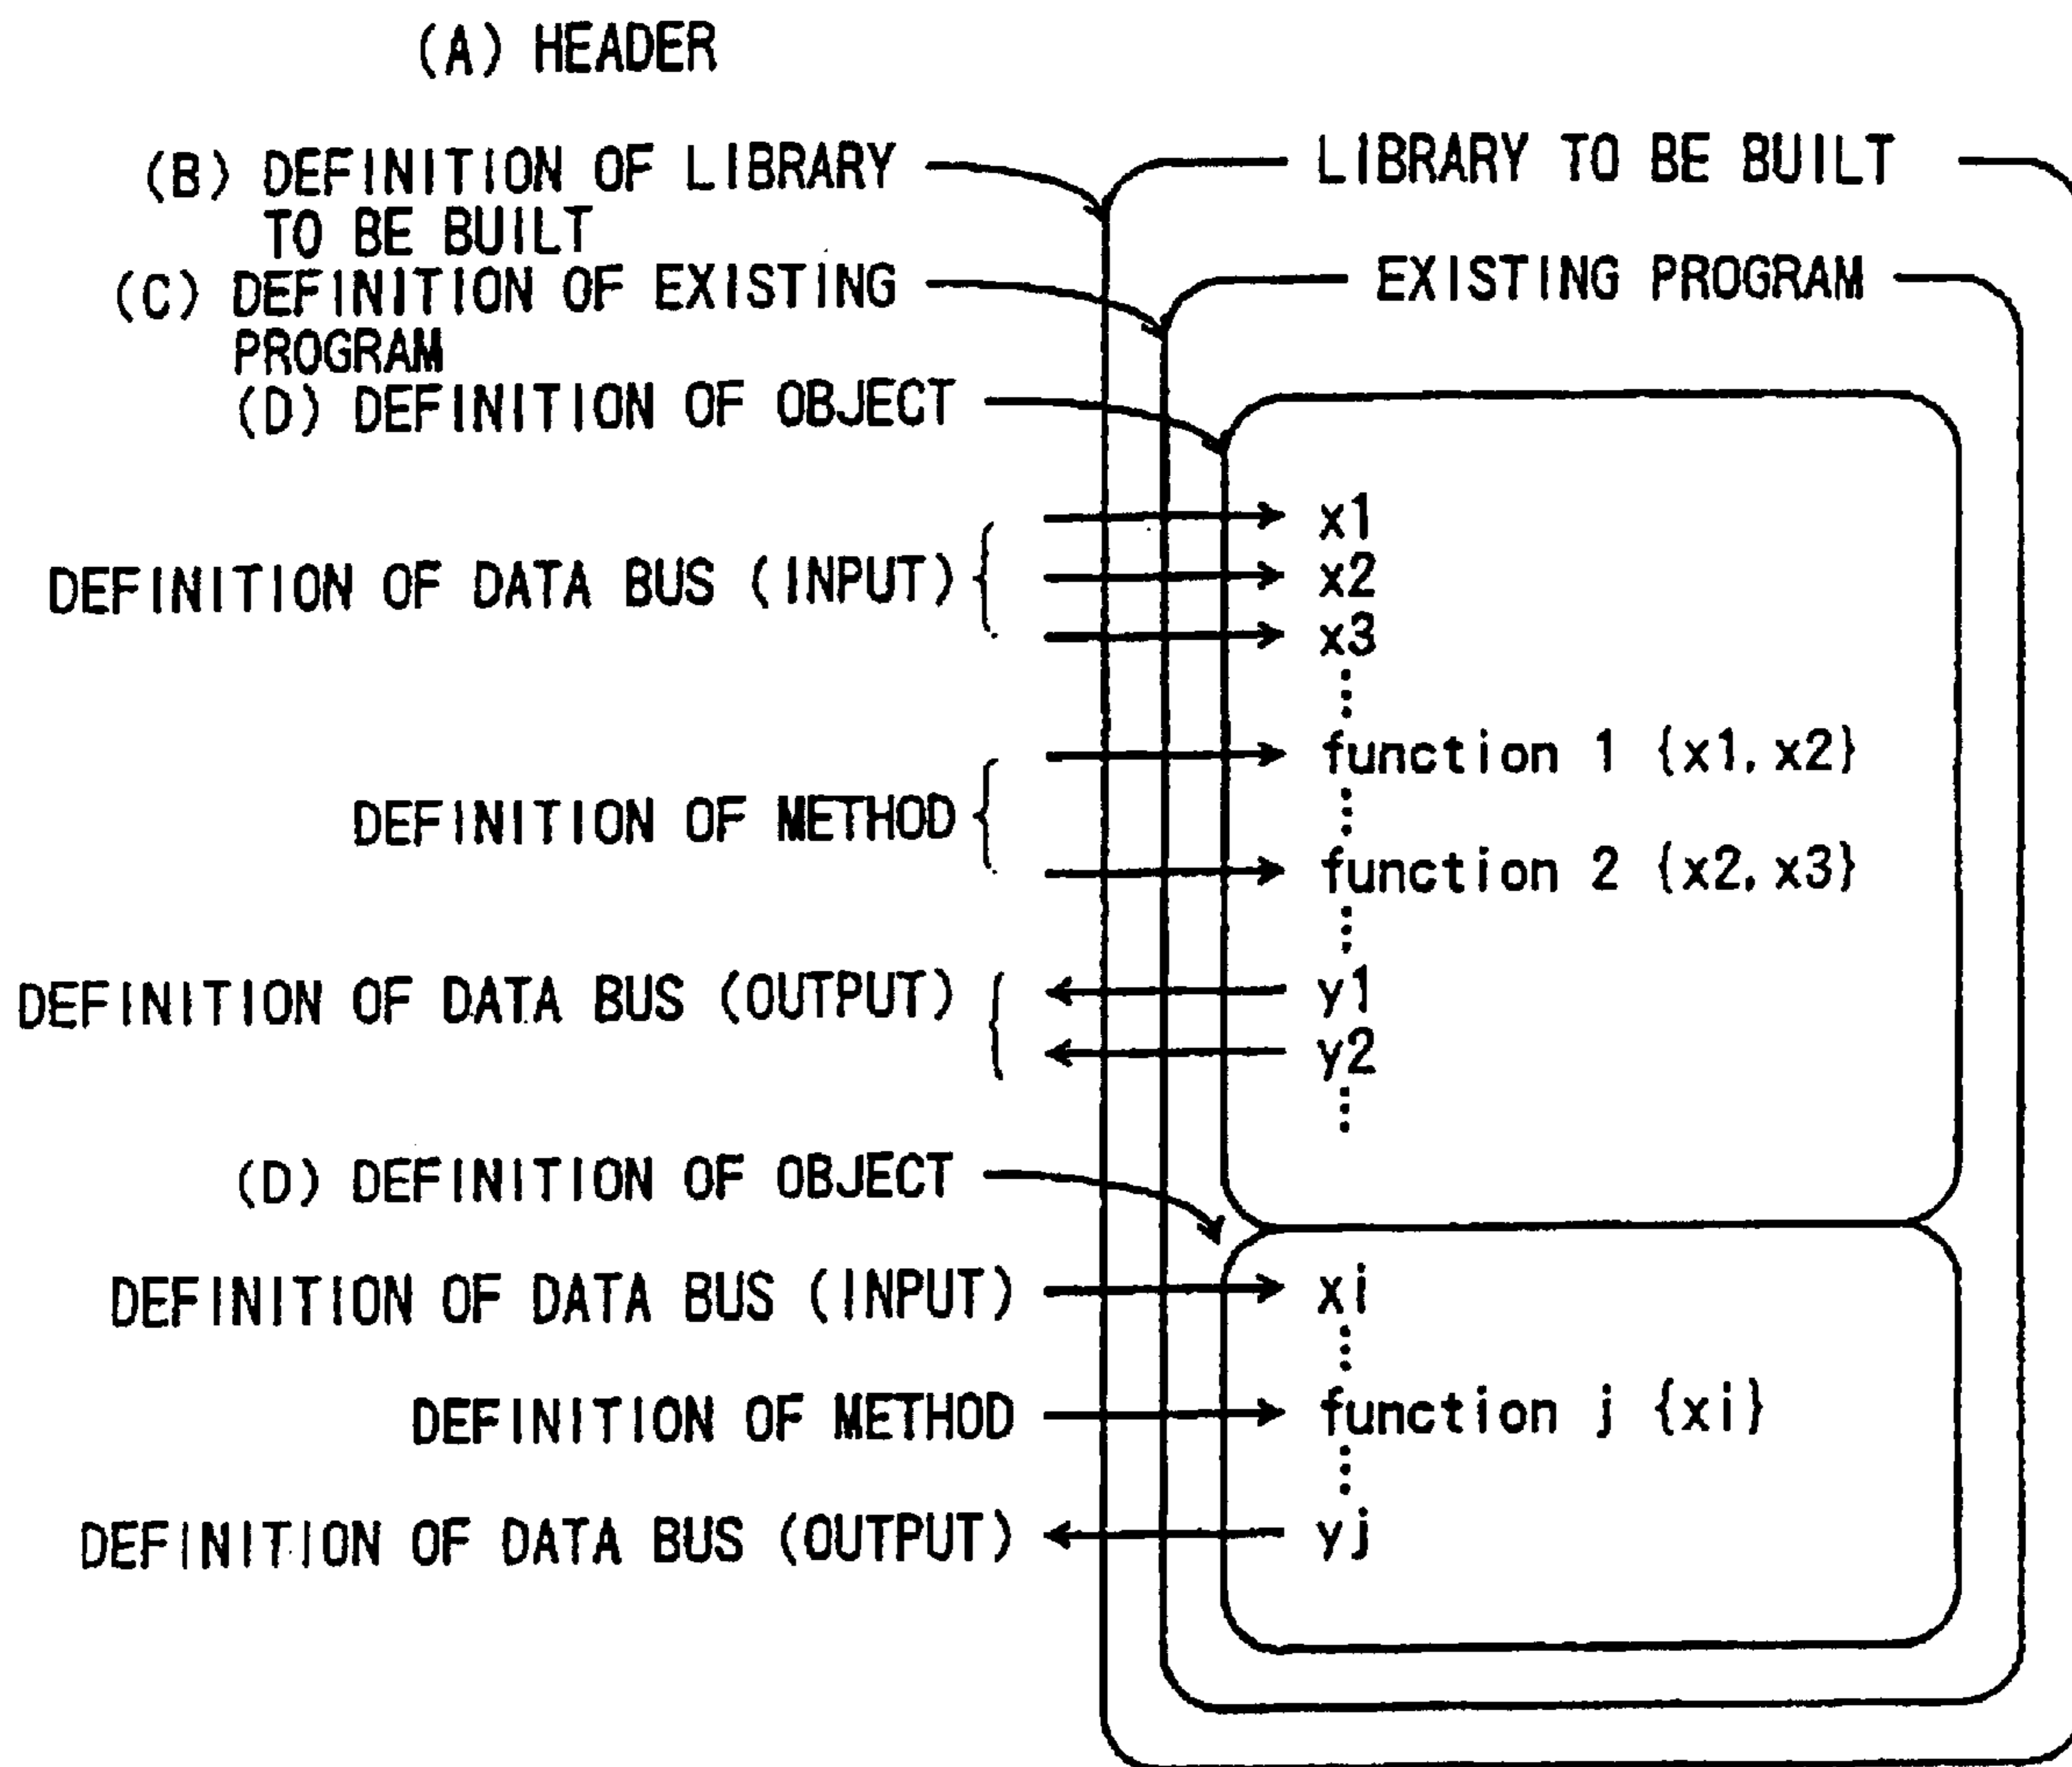 (A) HEADER
(B) DEFINITION OF LIBRARY
TO BE BUILT
LIBRARY TO BE BUILT
(C) DEFINITION OF EXISTING
PROGRAM
EXISTING PROGRAM
(D) DEFINITION OF OBJECT
DEFINITION OF DATA BUS (INPUT)
x1
x2
x3
DEFINITION OF METHOD
function 1 {x1, x2}
function 2 {x2, x3}
DEFINITION OF DATA BUS (OUTPUT)
y1
y2
(D) DEFINITION OF OBJECT
DEFINITION OF DATA BUS (INPUT)
xi
DEFINITION OF METHOD
function j {xi}
DEFINITION OF DATA BUS (OUTPUT)
yj